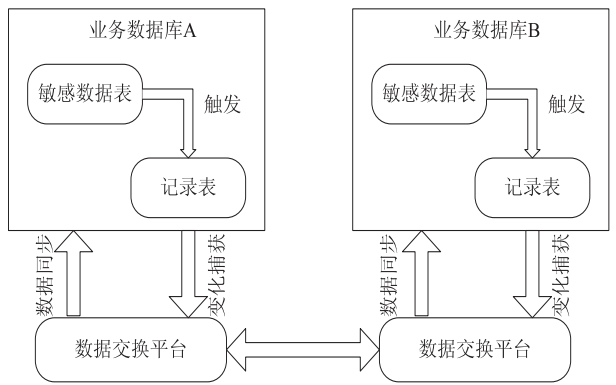 业务数据库A
敏感数据表
触发
记录表
数据同步
变化捕获
数据交换平台
业务数据库B
敏感数据表
触发
记录表
数据同步
变化捕获
数据交换平台